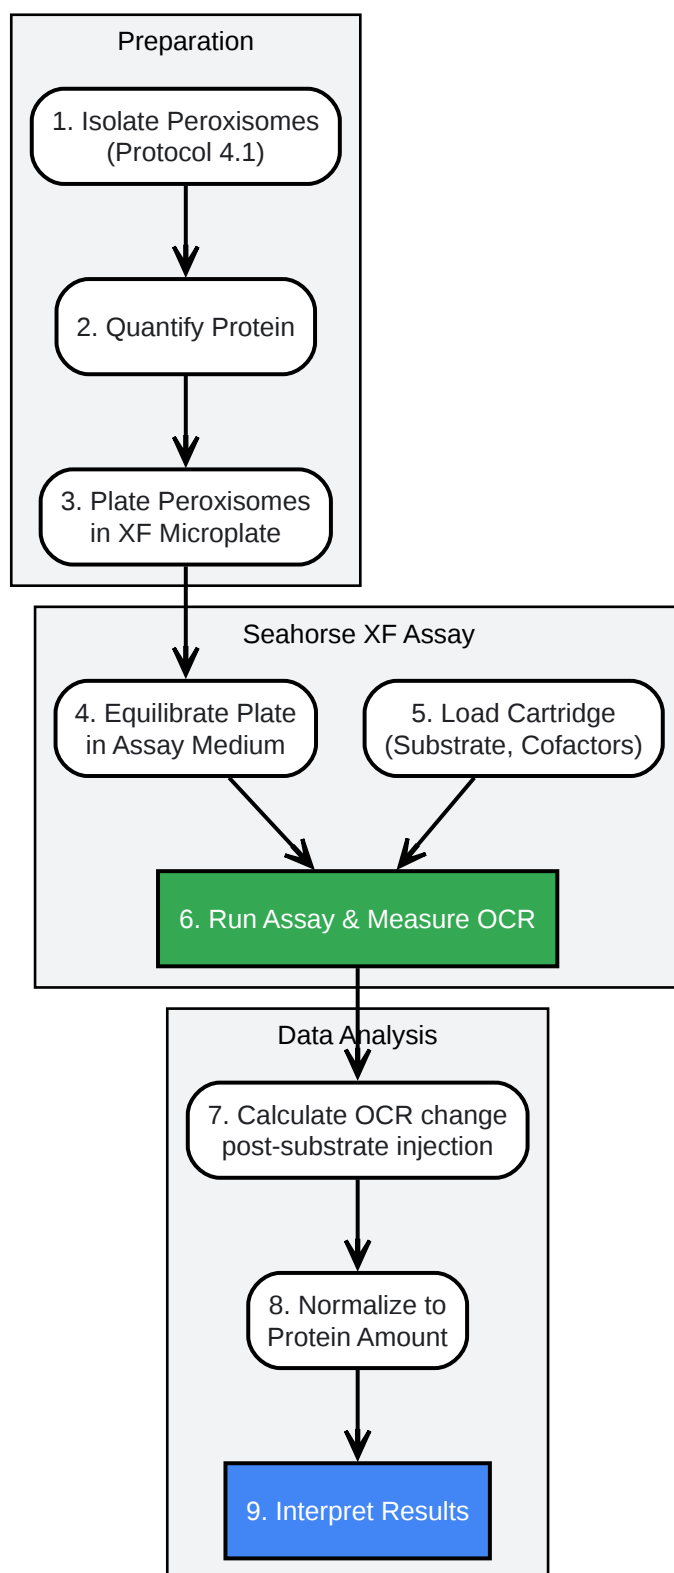 Preparation
1. Isolate Peroxisomes
(Protocol 4.1)
2. Quantify Protein
3. Plate Peroxisomes
in XF Microplate
Seahorse XF Assay
4. Equilibrate Plate
in Assay Medium
5. Load Cartridge
(Substrate, Cofactors)
6. Run Assay & Measure OCR
Data Analysis
7. Calculate OCR change
post-substrate injection
8. Normalize to
Protein Amount
9. Interpret Results